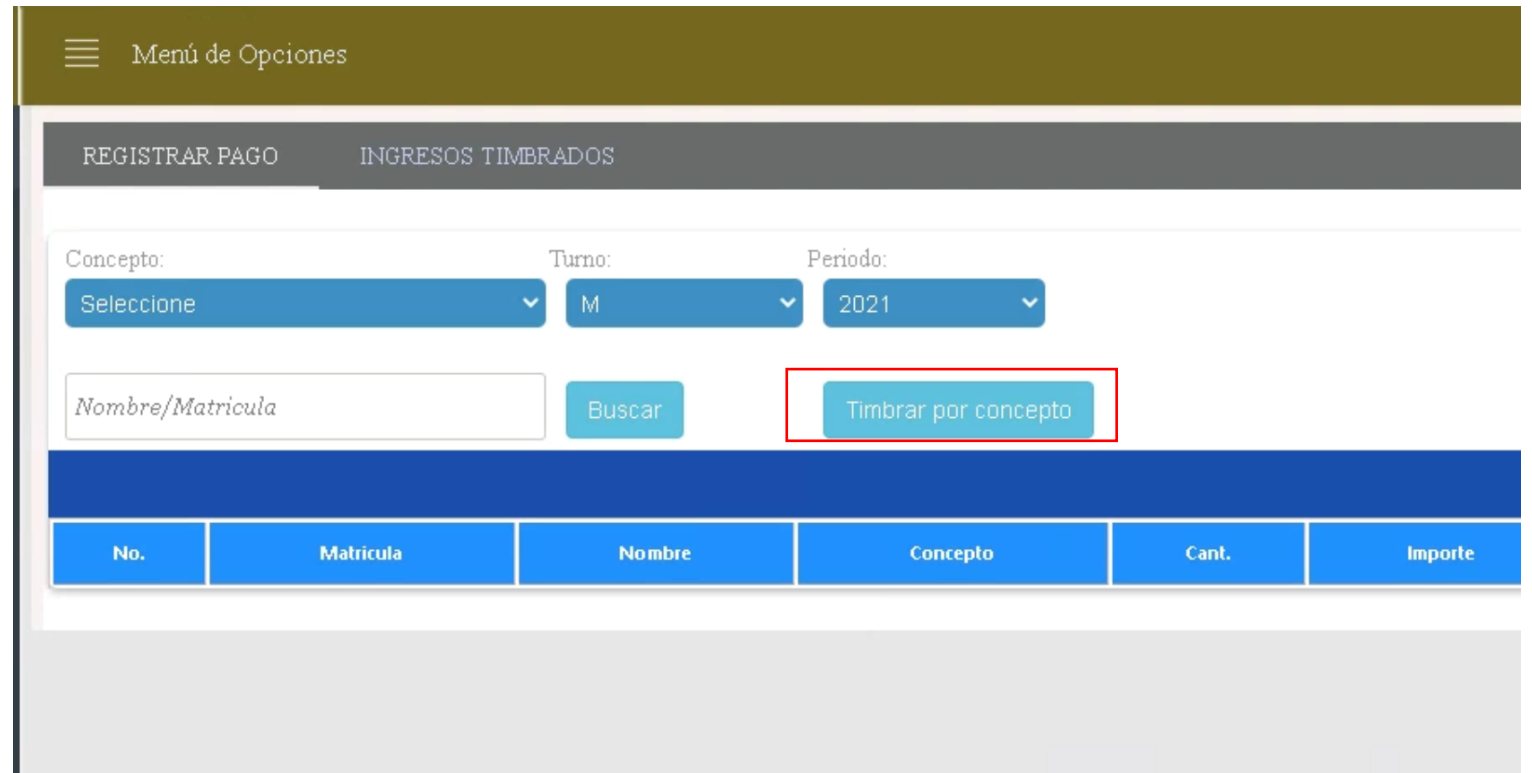 Menú de Opciones
REGISTRAR PAGO INGRESOS TIMBRADOS
Concepto: Turno: Periodo:
Seleccione M 2021
Nombre/Matricula Buscar Timbrar por concepto
No. Matricula Nombre Concepto Cant. Importe